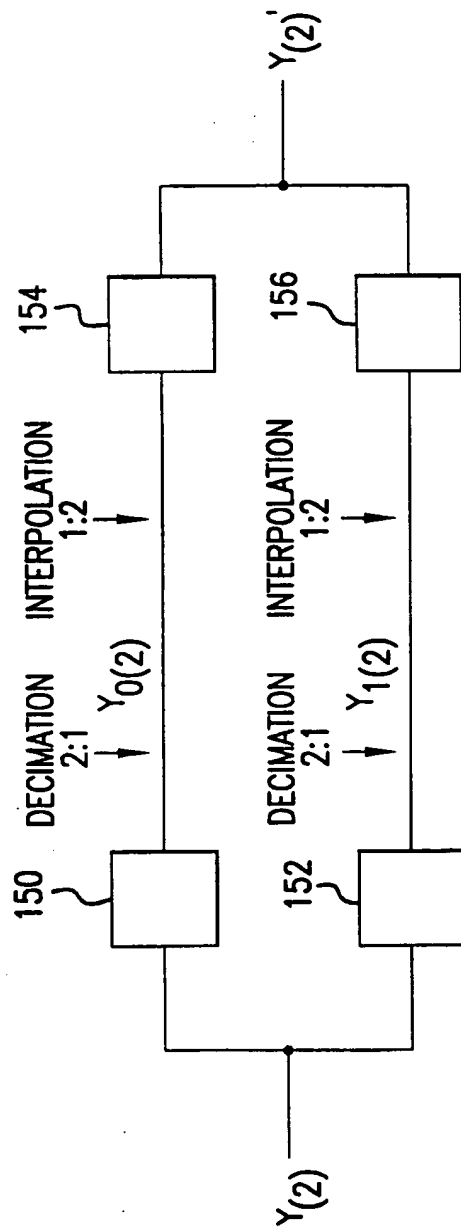 150
DECIMATION
2:1
INTERPOLATION
1:2
154
Y0(2)
Y(2)
Y(2)'
152
DECIMATION
2:1
INTERPOLATION
1:2
156
Y1(2)